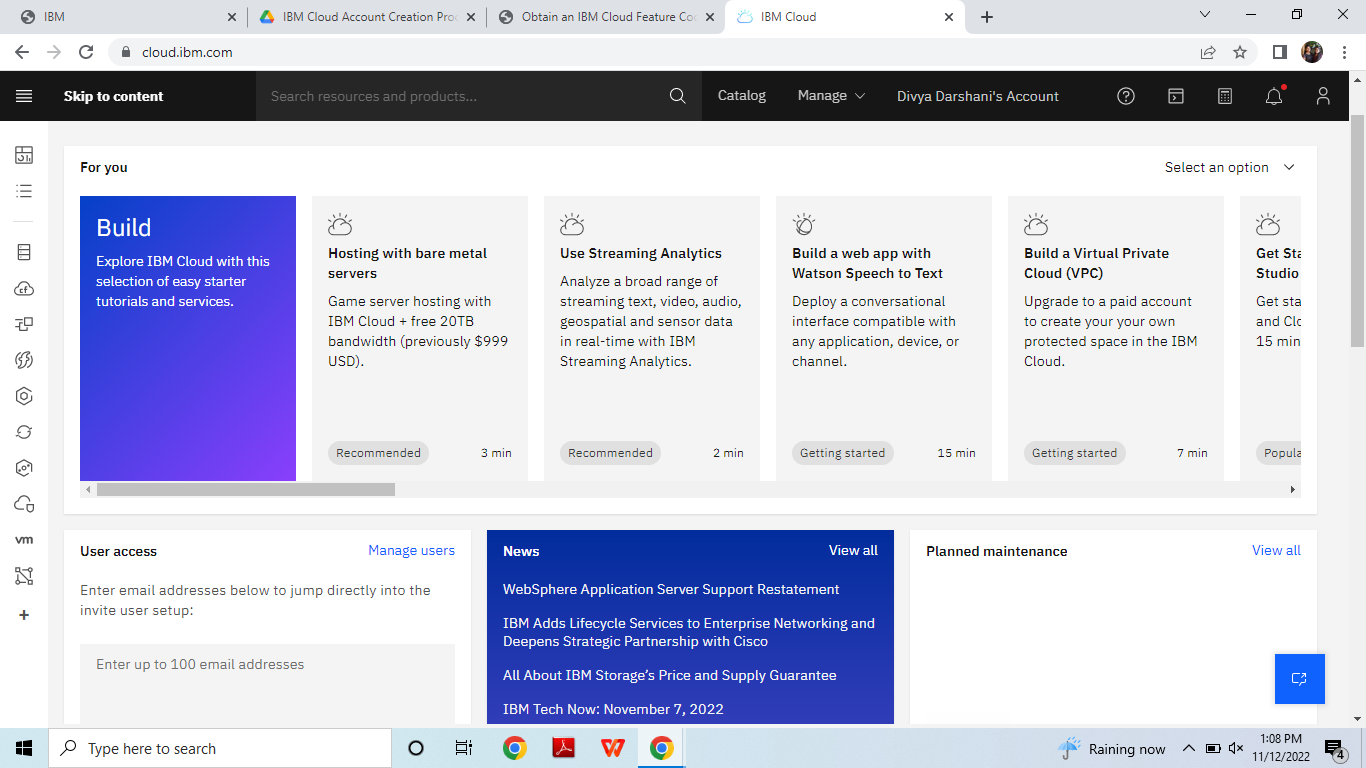 IBM
IBM Cloud Account Creation Proc
Obtain an IBM Cloud Feature Co
IBM Cloud
cloud.ibm.com
Skip to content
Search resources and products...
Catalog
Manage
Divya Darshani's Account
For you
Select an option
Build
Explore IBM Cloud with this
selection of easy starter
tutorials and services.
Hosting with bare metal
servers
Game server hosting with
IBM Cloud + free 20TB
bandwidth (previously $999
USD).
Recommended
3 min
Use Streaming Analytics
Analyze a broad range of
streaming text, video, audio,
geospatial and sensor data
in real-time with IBM
Streaming Analytics.
Recommended
2 min
Build a web app with
Watson Speech to Text
Deploy a conversational
interface compatible with
any application, device, or
channel.
Getting started
15 min
Build a Virtual Private
Cloud (VPC)
Upgrade to a paid account
to create your your own
protected space in the IBM
Cloud.
Getting started
7 min
Get Sta
Studio
Get sta
and Clo
15 min
Popula
vm
User access
Manage users
Enter email addresses below to jump directly into the
invite user setup:
Enter up to 100 email addresses
News
View all
WebSphere Application Server Support Restatement
IBM Adds Lifecycle Services to Enterprise Networking and
Deepens Strategic Partnership with Cisco
All About IBM Storage’s Price and Supply Guarantee
IBM Tech Now: November 7, 2022
Planned maintenance
View all
Type here to search
Raining now
1:08 PM
11/12/2022
4